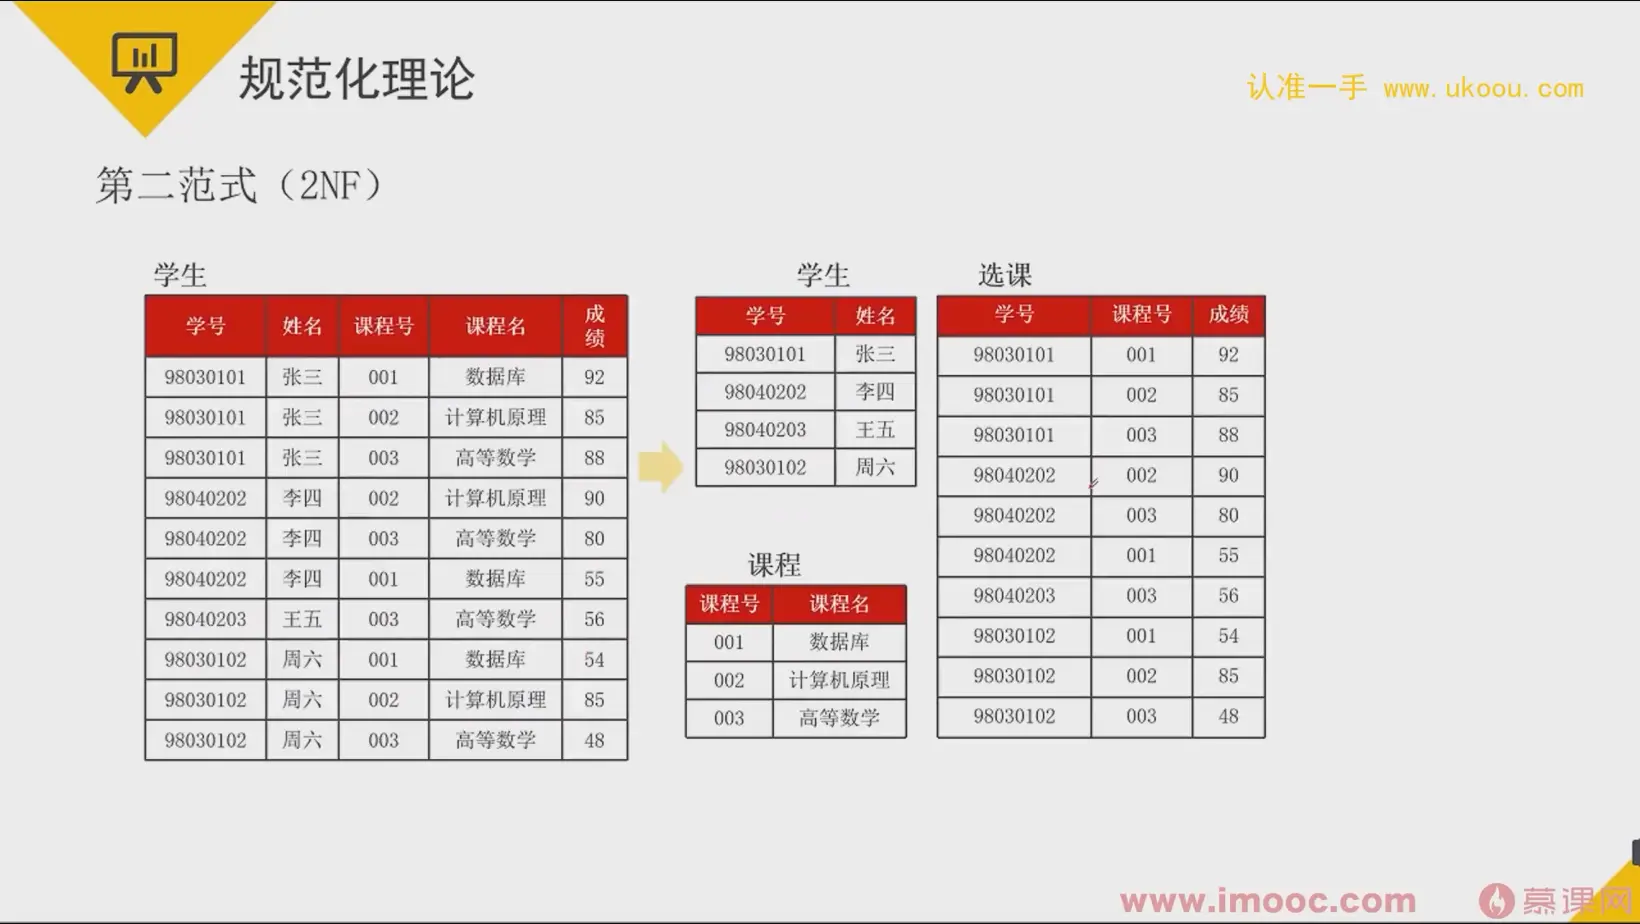 规范化理论
认准一手 www.ukoou.com
第二范式（2NF）
学生
学号 姓名 课程号 课程名 成绩
98030101 张三 001 数据库 92
98030101 张三 002 计算机原理 85
98030101 张三 003 高等数学 88
98040202 李四 002 计算机原理 90
98040202 李四 003 高等数学 80
98040202 李四 001 数据库 55
98040203 王五 003 高等数学 56
98030102 周六 001 数据库 54
98030102 周六 002 计算机原理 85
98030102 周六 003 高等数学 48
学生
学号 姓名
98030101 张三
98040202 李四
98040203 王五
98030102 周六
课程
课程号 课程名
001 数据库
002 计算机原理
003 高等数学
选课
学号 课程号 成绩
98030101 001 92
98030101 002 85
98030101 003 88
98040202 002 90
98040202 003 80
98040202 001 55
98040203 003 56
98030102 001 54
98030102 002 85
98030102 003 48
www.imooc.com 慕课网